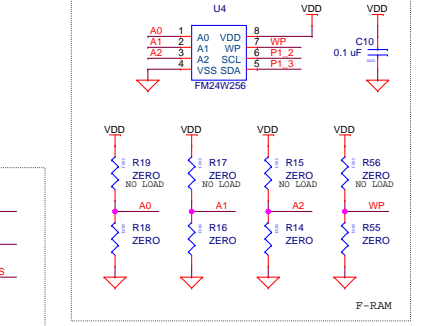 U4
VDD
VDD
A0 1 A0 VDD 8
A1 2 A1 WP 7 WP
A2 3 A2 SCL 6 P1_2
4 VSS SDA 5 P1_3
FM24W256
C10
0.1 uF
VDD VDD VDD VDD
R19 R17 R15 R56
ZERO ZERO ZERO ZERO
NO LOAD NO LOAD NO LOAD NO LOAD
A0 A1 A2 WP
R18 R16 R14 R55
ZERO ZERO ZERO ZERO
S
F-RAM